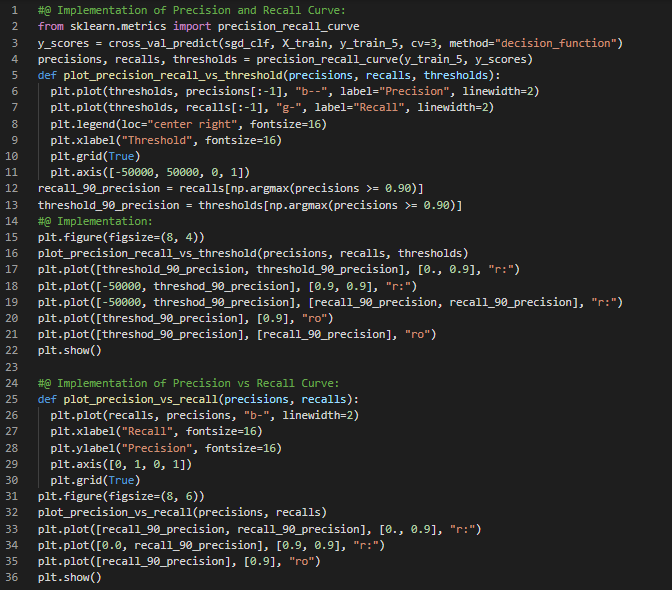 1 #@ Implementation of Precision and Recall Curve:
2 from sklearn.metrics import precision_recall_curve
3 y_scores = cross_val_predict(sgd_clf, X_train, y_train_5, cv=3, method="decision_function")
4 precisions, recalls, thresholds = precision_recall_curve(y_train_5, y_scores)
5 def plot_precision_recall_vs_threshold(precisions, recalls, thresholds):
6   plt.plot(thresholds, precisions[:-1], "b--", label="Precision", linewidth=2)
7   plt.plot(thresholds, recalls[:-1], "g-", label="Recall", linewidth=2)
8   plt.legend(loc="center right", fontsize=16)
9   plt.xlabel("Threshold", fontsize=16)
10   plt.grid(True)
11   plt.axis([-50000, 50000, 0, 1])
12 recall_90_precision = recalls[np.argmax(precisions >= 0.90)]
13 threshold_90_precision = thresholds[np.argmax(precisions >= 0.90)]
14 #@ Implementation:
15 plt.figure(figsize=(8, 4))
16 plot_precision_recall_vs_threshold(precisions, recalls, thresholds)
17 plt.plot([threshold_90_precision, threshold_90_precision], [0., 0.9], "r:")
18 plt.plot([-50000, threshod_90_precision], [0.9, 0.9], "r:")
19 plt.plot([-50000, threshod_90_precision], [recall_90_precision, recall_90_precision], "r:")
20 plt.plot([threshod_90_precision], [0.9], "ro")
21 plt.plot([threshod_90_precision], [recall_90_precision], "ro")
22 plt.show()
23
24 #@ Implementation of Precision vs Recall Curve:
25 def plot_precision_vs_recall(precisions, recalls):
26   plt.plot(recalls, precisions, "b-", linewidth=2)
27   plt.xlabel("Recall", fontsize=16)
28   plt.ylabel("Precision", fontsize=16)
29   plt.axis([0, 1, 0, 1])
30   plt.grid(True)
31 plt.figure(figsize=(8, 6))
32 plot_precision_vs_recall(precisions, recalls)
33 plt.plot([recall_90_precision, recall_90_precision], [0., 0.9], "r:")
34 plt.plot([0.0, recall_90_precision], [0.9, 0.9], "r:")
35 plt.plot([recall_90_precision], [0.9], "ro")
36 plt.show()